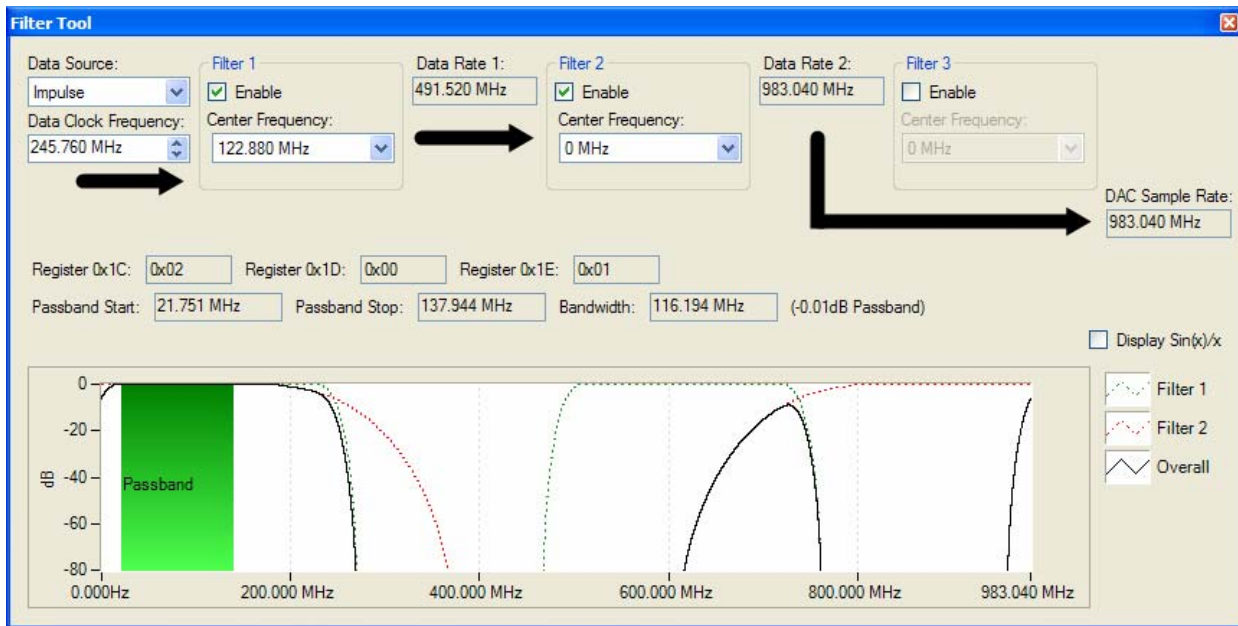 Filter Tool
Data Source:
Impulse
Data Clock Frequency:
245.760 MHz
Filter 1
Enable
Center Frequency:
122.880 MHz
Data Rate 1:
491.520 MHz
Filter 2
Enable
Center Frequency:
0 MHz
Data Rate 2:
983.040 MHz
Filter 3
Enable
Center Frequency:
0 MHz
DAC Sample Rate:
983.040 MHz
Register 0x1C: 0x02 Register 0x1D: 0x00 Register 0x1E: 0x01
Passband Start: 21.751 MHz Passband Stop: 137.944 MHz Bandwidth: 116.194 MHz (-0.01dB Passband)
Display Sin(x)/x
0
-20
-40
-60
-80
dB
Passband
0.000Hz 200.000 MHz 400.000 MHz 600.000 MHz 800.000 MHz 983.040 MHz
Filter 1
Filter 2
Overall